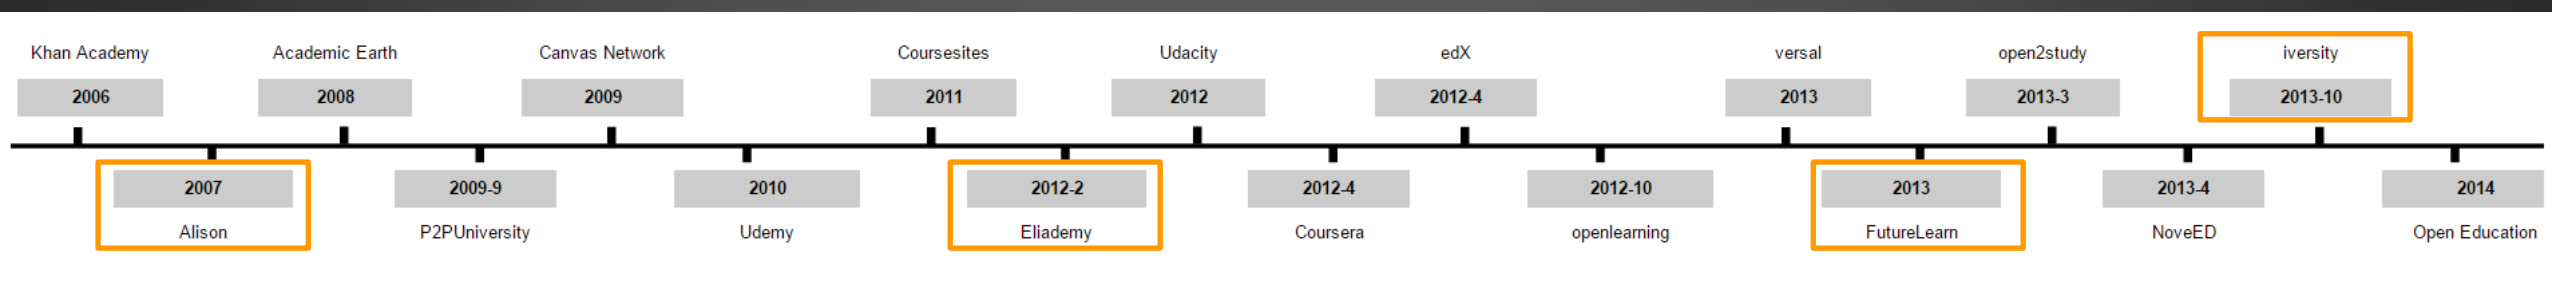 Khan Academy
Academic Earth
Canvas Network
Coursesites
Udacity
edX
versal
open2study
iversity
2006
2008
2009
2011
2012
2012-4
2013
2013-3
2013-10
2007
2009-9
2010
2012-2
2012-4
2012-10
2013
2013-4
2014
Alison
P2PUniversity
Udemy
Eliademy
Coursera
openlearning
FutureLearn
NoveED
Open Education